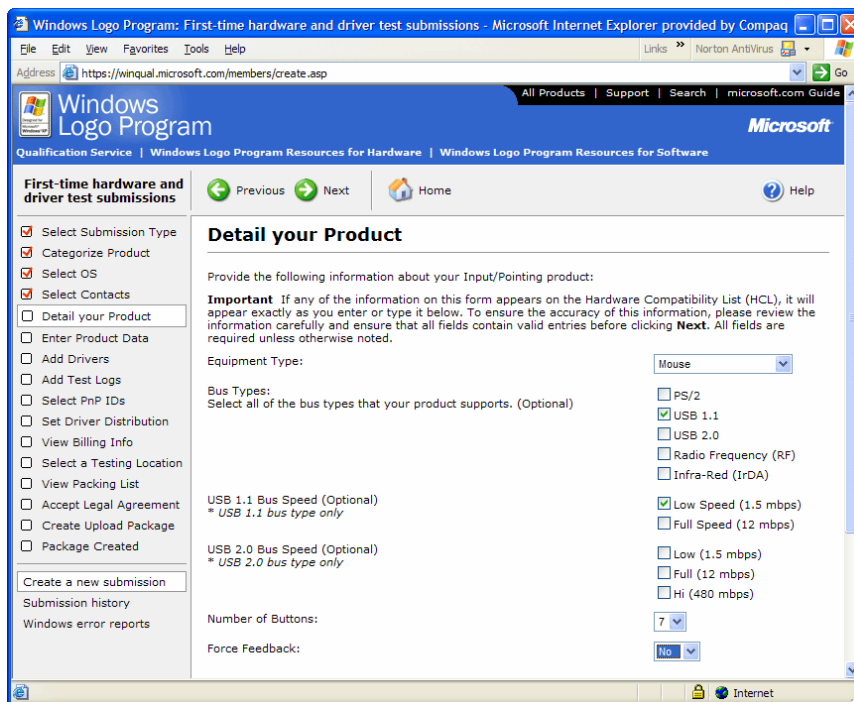 Windows Logo Program: First-time hardware and driver test submissions - Microsoft Internet Explorer provided by Compaq
File Edit View Favorites Tools Help
Links » Norton AntiVirus
Address https://winqual.microsoft.com/members/create.asp Go
All Products | Support | Search | microsoft.com Guide
Windows
Logo Program
Microsoft
Qualification Service | Windows Logo Program Resources for Hardware | Windows Logo Program Resources for Software
First-time hardware and
driver test submissions
Previous Next Home Help
Select Submission Type
Categorize Product
Select OS
Select Contacts
Detail your Product
Enter Product Data
Add Drivers
Add Test Logs
Select PnP IDs
Set Driver Distribution
View Billing Info
Select a Testing Location
View Packing List
Accept Legal Agreement
Create Upload Package
Package Created
Create a new submission
Submission history
Windows error reports
Detail your Product
Provide the following information about your Input/Pointing product:
Important If any of the information on this form appears on the Hardware Compatibility List (HCL), it will
appear exactly as you enter or type it below. To ensure the accuracy of this information, please review the
information carefully and ensure that all fields contain valid entries before clicking Next. All fields are
required unless otherwise noted.
Equipment Type: Mouse
Bus Types:
Select all of the bus types that your product supports. (Optional)
PS/2
USB 1.1
USB 2.0
Radio Frequency (RF)
Infra-Red (IrDA)
USB 1.1 Bus Speed (Optional)
* USB 1.1 bus type only
Low Speed (1.5 mbps)
Full Speed (12 mbps)
USB 2.0 Bus Speed (Optional)
* USB 2.0 bus type only
Low (1.5 mbps)
Full (12 mbps)
Hi (480 mbps)
Number of Buttons: 7
Force Feedback: No
Internet